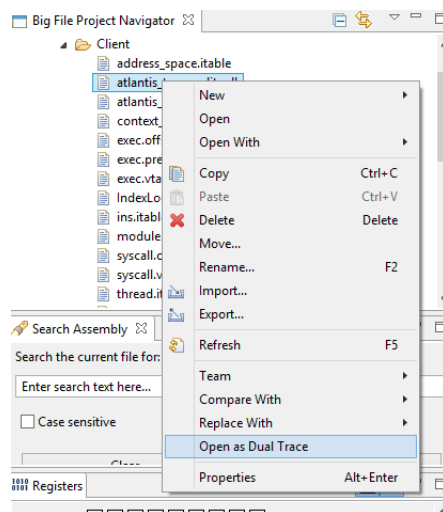 Big File Project Navigator
Client
address_space.itable
atlantis_
atlantis_
context_
exec.off
exec.pre
exec.vta
IndexLo
ins.itabl
module
syscall.c
syscall.v
thread.it
New
Open
Open With
Copy Ctrl+C
Paste Ctrl+V
Delete Delete
Move...
Rename... F2
Import...
Export...
Refresh F5
Team
Compare With
Replace With
Open as Dual Trace
Properties Alt+Enter
Search Assembly
Search the current file for:
Enter search text here...
Case sensitive
1010
0101
Registers